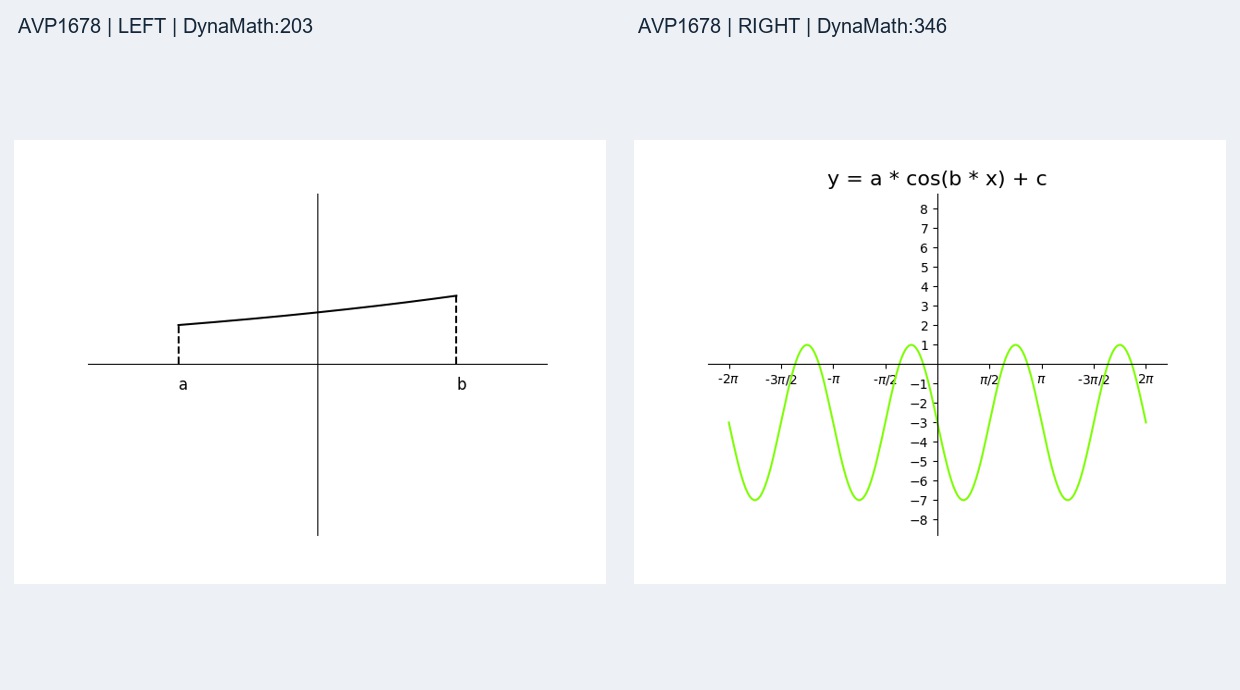 AVP1678 | LEFT | DynaMath:203
a
b
AVP1678 | RIGHT | DynaMath:346
y = a * cos(b * x) + c
8
7
6
5
4
3
2
1
-2π
-3π/2
-π
-π/2
π/2
π
-3π/2
2π
−1
−2
−3
−4
−5
−6
−7
−8